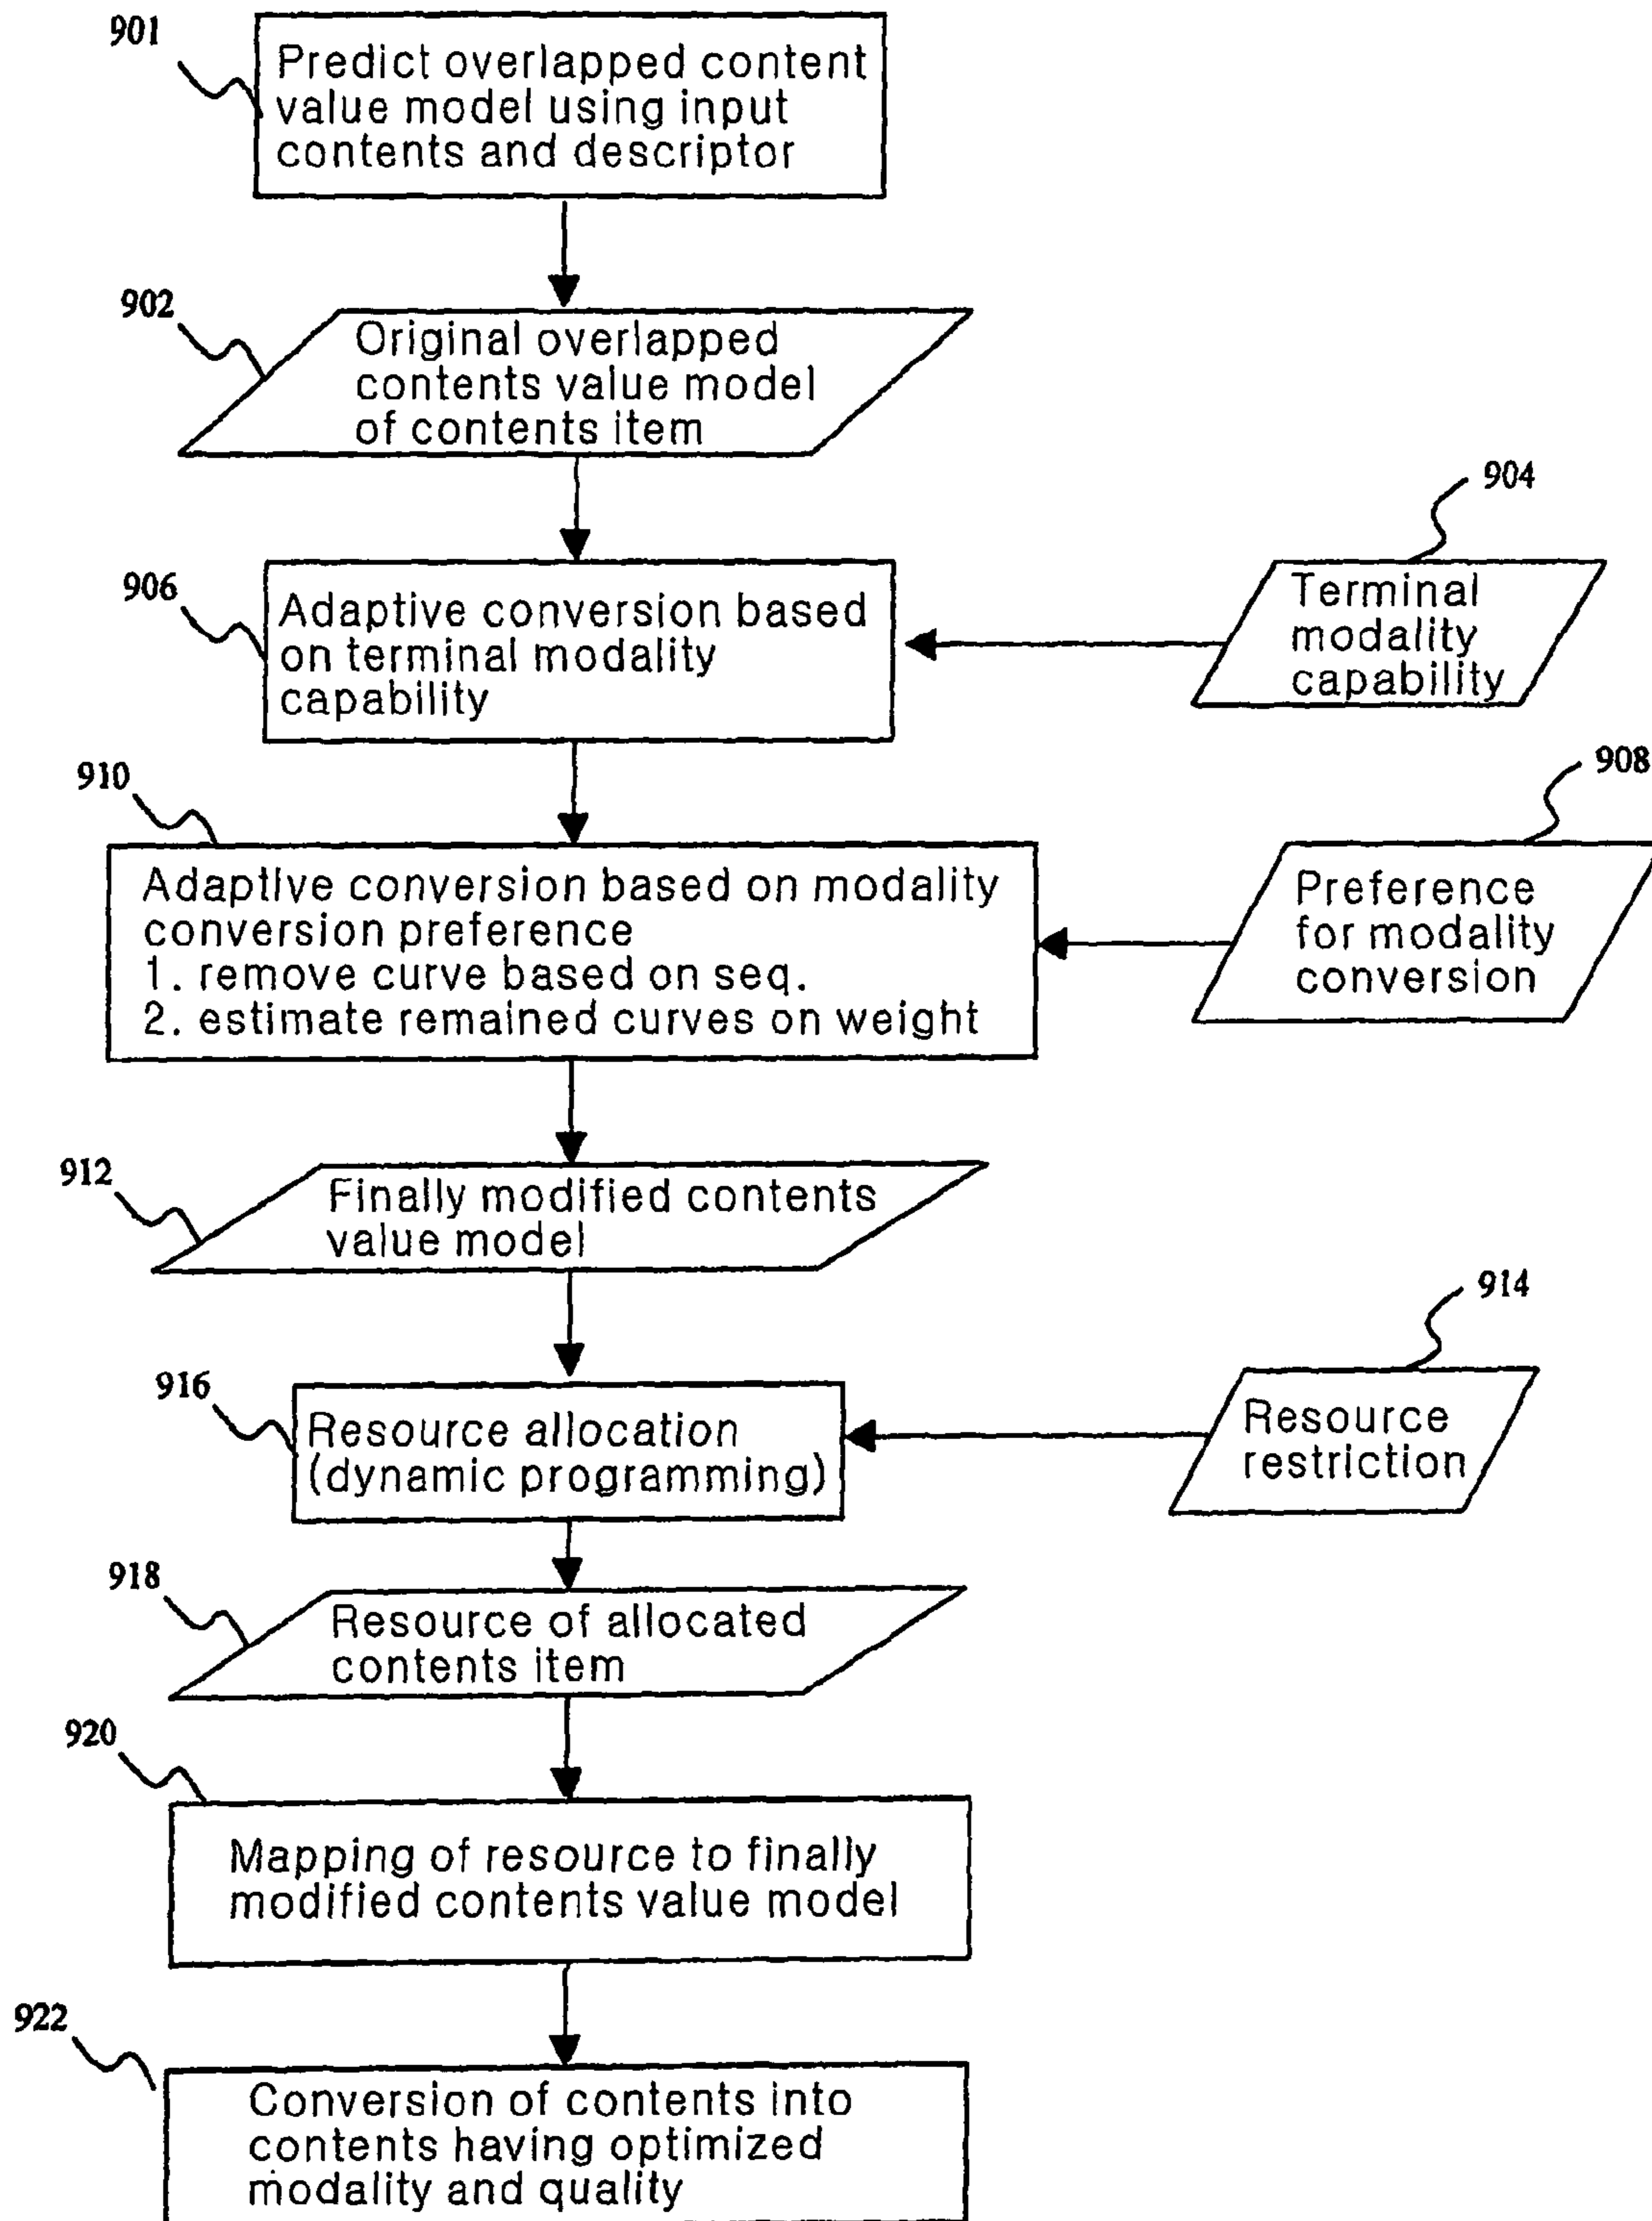 901
Predict overlapped content
value model using input
contents and descriptor
902
Original overlapped
contents value model
of contents item
904
Terminal
modality
capability
906
Adaptive conversion based
on terminal modality
capability
908
Preference
for modality
conversion
910
Adaptive conversion based on modality
conversion preference
1. remove curve based on seq.
2. estimate remained curves on weight
912
Finally modified contents
value model
914
Resource
restriction
916
Resource allocation
(dynamic programming)
918
Resource of allocated
contents item
920
Mapping of resource to finally
modified contents value model
922
Conversion of contents into
contents having optimized
modality and quality